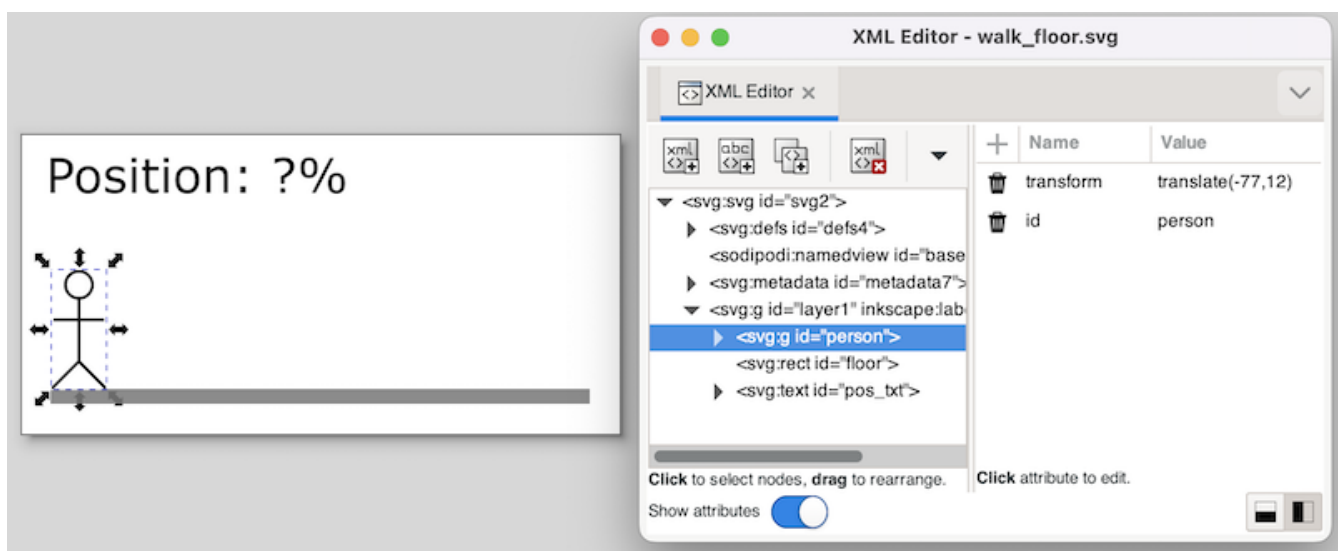 XML Editor - walk_floor.svg
XML Editor
Position: ?%
xml
abc
xml
Name
Value
<svg:svg id="svg2">
<svg:defs id="defs4">
<sodipodi:namedview id="base
<svg:metadata id="metadata7">
<svg:g id="layer1" inkscape:lab
<svg:g id="person">
<svg:rect id="floor">
<svg:text id="pos_txt">
transform
translate(-77,12)
id
person
Click to select nodes, drag to rearrange.
Click attribute to edit.
Show attributes